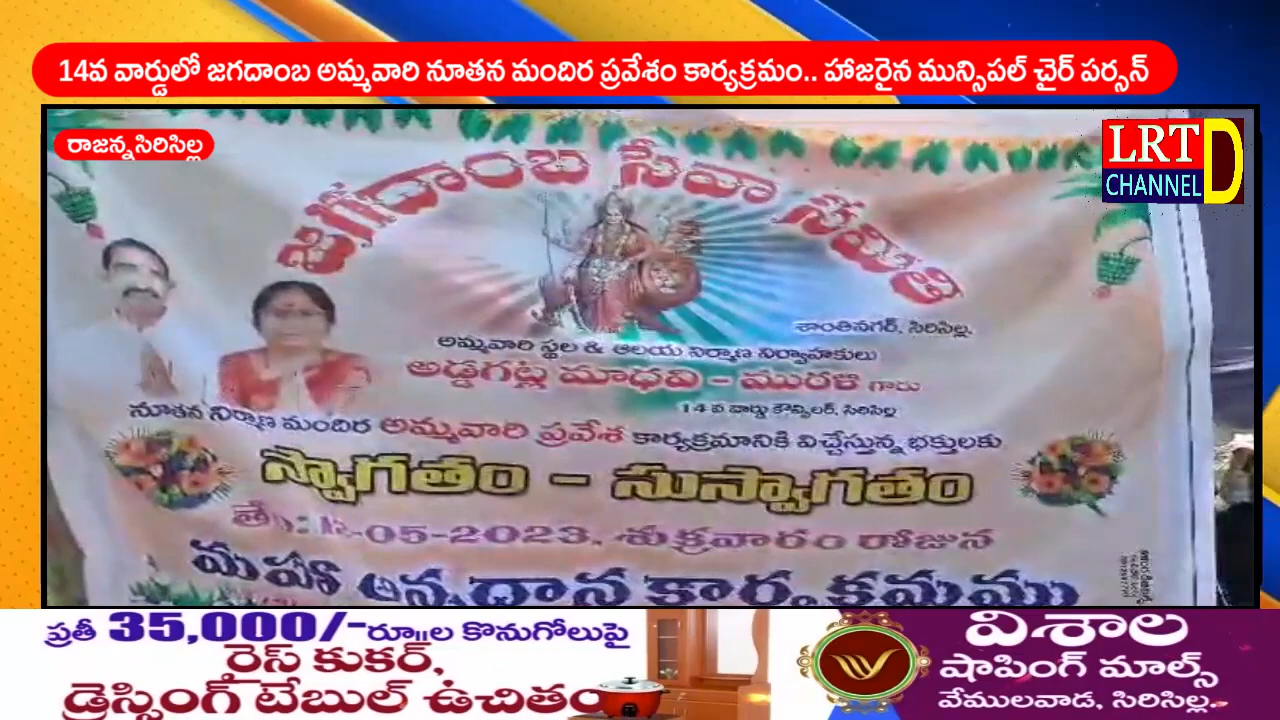 14వ వార్డులో జగదాంబ అమ్మవారి నూతన మందిర ప్రవేశం కార్యక్రమం.. హాజరైన మున్సిపల్ చైర్ పర్సన్
రాజన్నసిరిసిల్ల
LRT D
CHANNEL
జగదాంబ సేవా సమితి
శాంతినగర్, సిరిసిల్ల.
అమ్మవారి స్థల & ఆలయ నిర్మాణ నిర్వాహకులు
అడ్డగట్ల మాధవి - మురళి గారు
14 వ వార్డు కౌన్సిలర్, సిరిసిల్ల
నూతన నిర్మాణ మందిర అమ్మవారి ప్రవేశ కార్యక్రమానికి విచ్చేస్తున్న భక్తులకు
స్వాగతం - సుస్వాగతం
తేది: -05-2023, శుక్రవారం రోజున
మహా అన్నదాన కార్యక్రమము
ప్రతీ 35,000/- రూ॥ల కొనుగోలుపై
రైస్ కుకర్,
డ్రెస్సింగ్ టేబుల్ ఉచితం
విశాల
షాపింగ్ మాల్స్
వేములవాడ, సిరిసిల్ల.